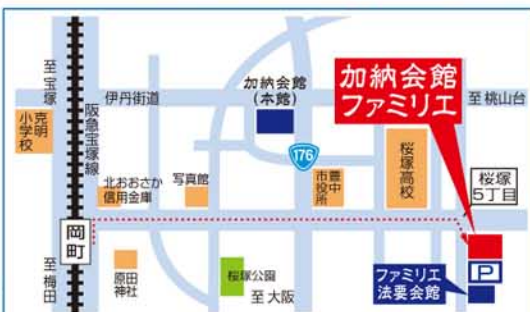 至宝塚
伊丹街道
加納会館
(本館)
加納会館
ファミリエ
至桃山台
克明
小学校
阪急宝塚線
176
北おおさか
信用金庫
写真館
豊中
市役所
桜塚高校
桜塚
5丁目
岡町
至梅田
原田
神社
桜塚公園
至大阪
P
ファミリエ
法要会館